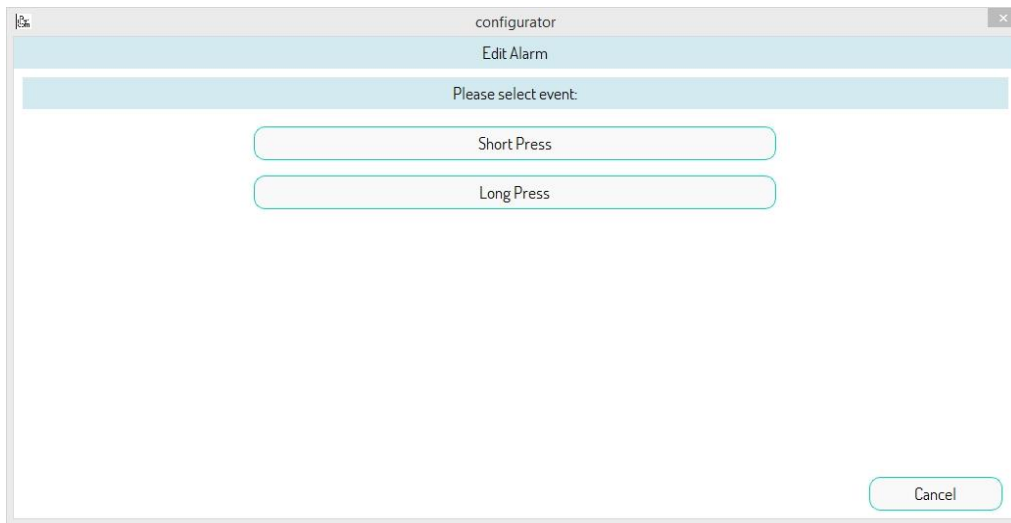 configurator
Edit Alarm
Please select event:
Short Press
Long Press
Cancel